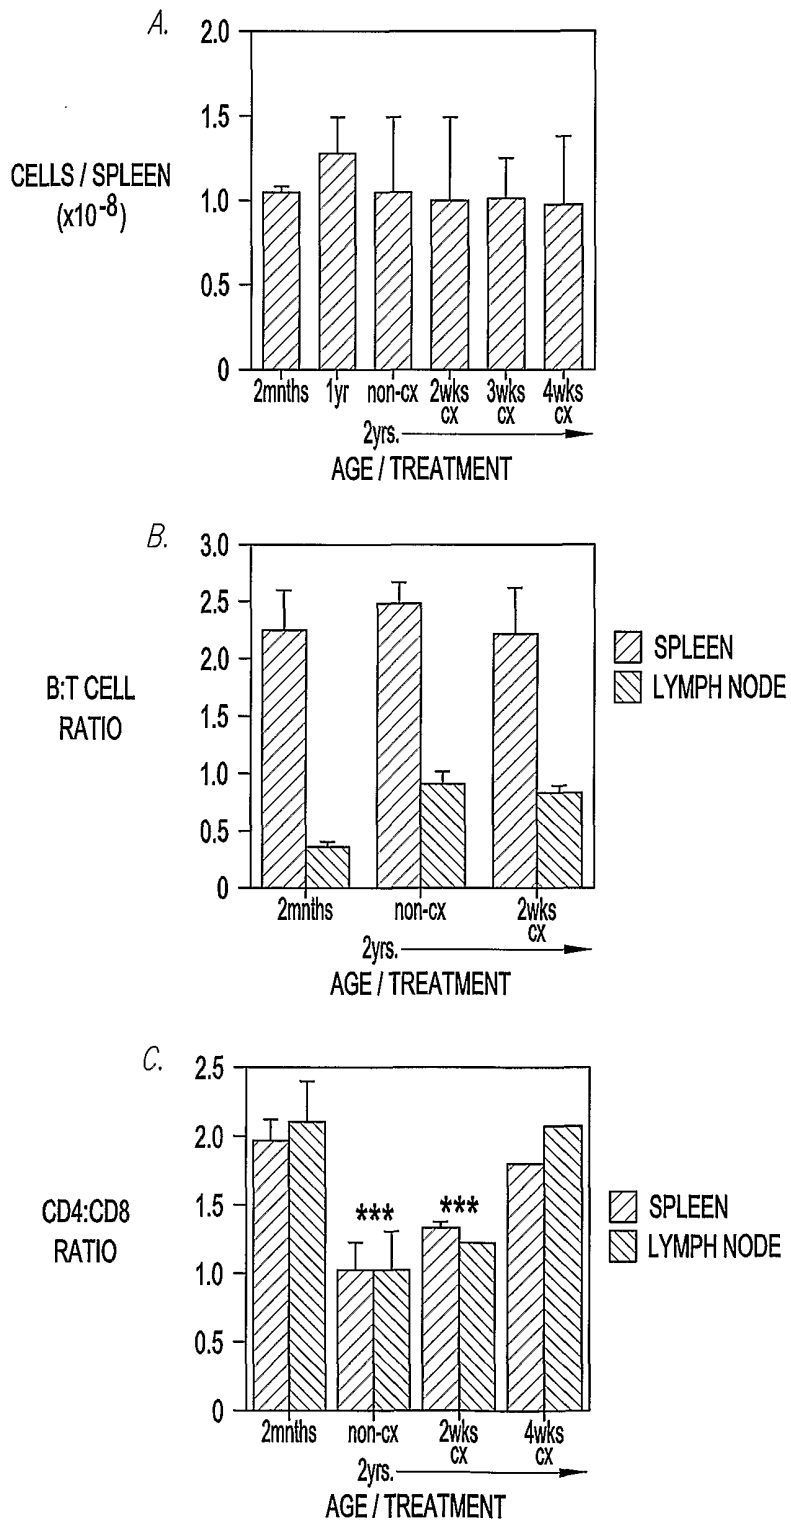 A.
2.0
1.5
1.0
0.5
0
CELLS / SPLEEN
(x10-8)
2mnths 1yr non-cx 2wks 3wks 4wks
cx cx cx
2yrs.
AGE / TREATMENT
B.
3.0
2.5
2.0
1.5
1.0
0.5
0
B:T CELL
RATIO
SPLEEN
LYMPH NODE
2mnths non-cx 2wks
cx
2yrs.
AGE / TREATMENT
C.
2.5
2.0
1.5
1.0
0.5
0
CD4:CD8
RATIO
*** ***
SPLEEN
LYMPH NODE
2mnths non-cx 2wks 4wks
cx cx
2yrs.
AGE / TREATMENT